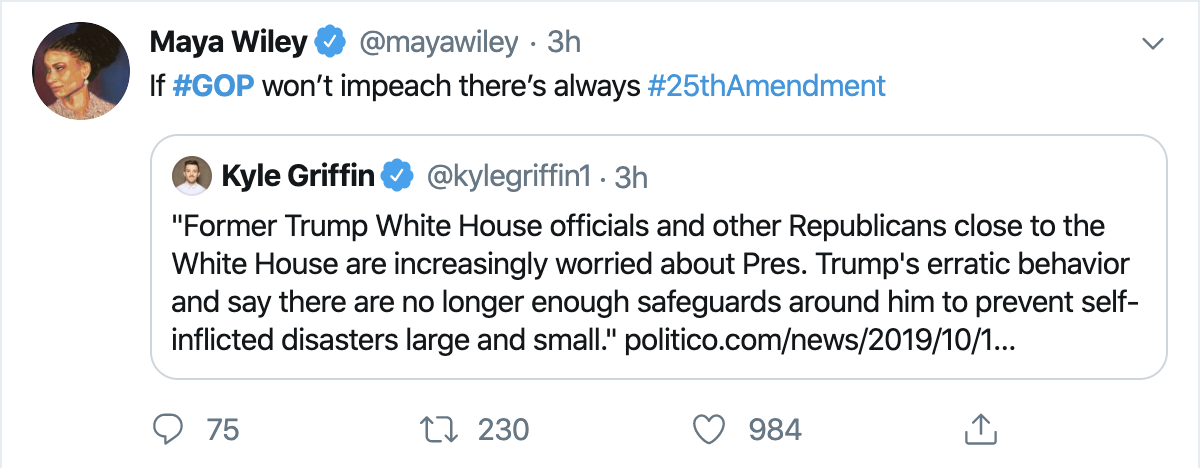 Maya Wiley @mayawiley · 3h
If #GOP won’t impeach there’s always #25thAmendment
Kyle Griffin @kylegriffin1 · 3h
"Former Trump White House officials and other Republicans close to the
White House are increasingly worried about Pres. Trump's erratic behavior
and say there are no longer enough safeguards around him to prevent self-
inflicted disasters large and small." politico.com/news/2019/10/1...
75 230 984